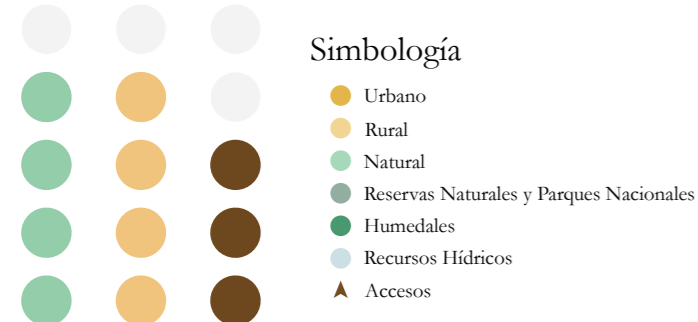 Simbología
Urbano
Rural
Natural
Reservas Naturales y Parques Nacionales
Humedales
Recursos Hídricos
Accesos